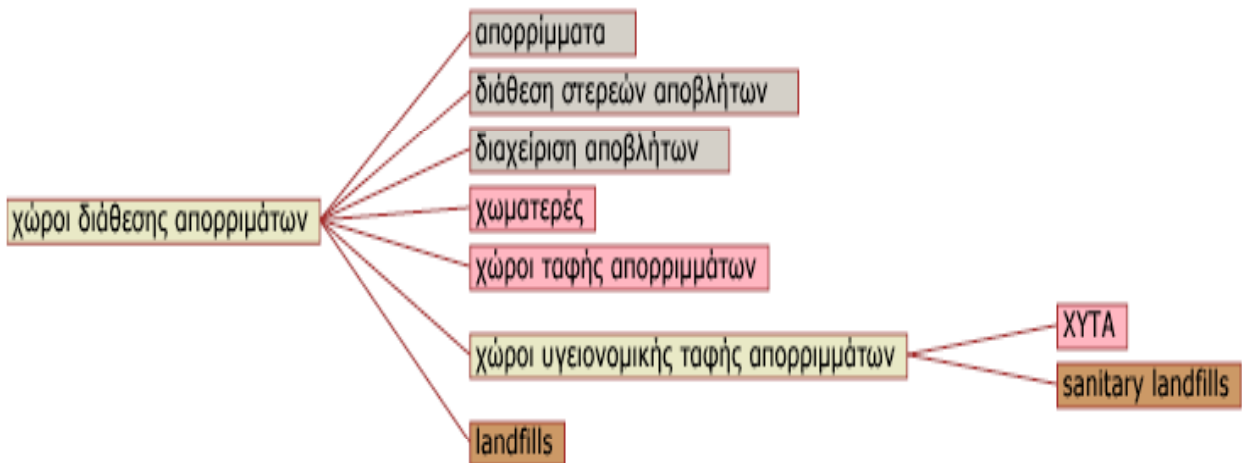 απορρίμματα
διάθεση στερεών αποβλήτων
διαχείριση αποβλήτων
χωματερές
χώροι διάθεσης απορριμάτων
χώροι ταφής απορριμμάτων
ΧΥΤΑ
χώροι υγειονομικής ταφής απορριμμάτων
sanitary landfills
landfills